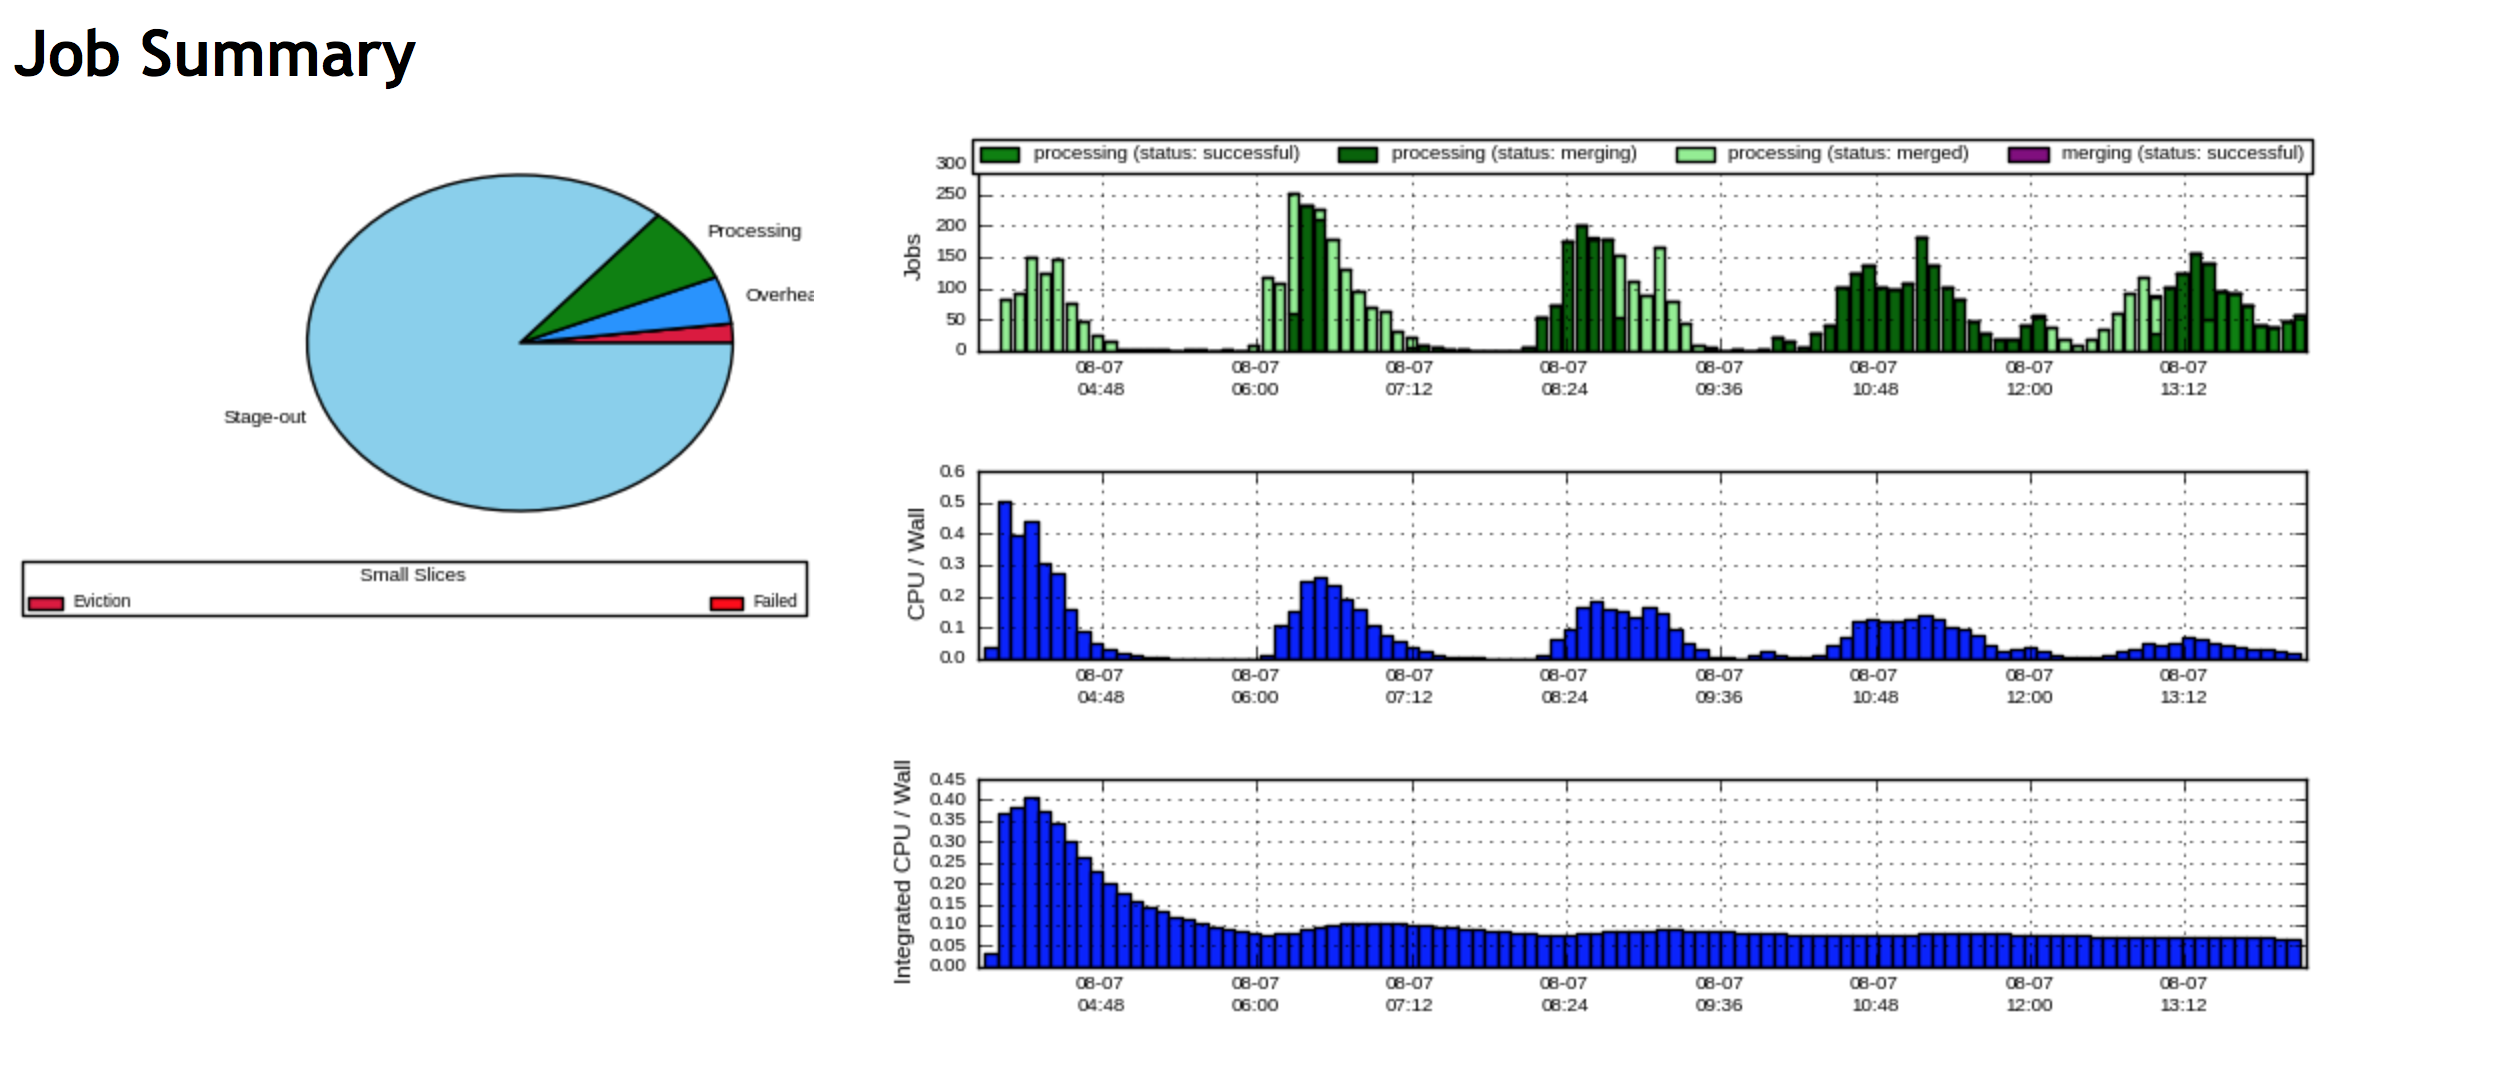 Job Summary
Processing
Overhea
Stage-out
Small Slices
Eviction Failed
processing (status: successful) processing (status: merging) processing (status: merged) merging (status: successful)
300
250
200
150
100
50
0
Jobs
08-07 08-07 08-07 08-07 08-07 08-07 08-07 08-07
04:48 06:00 07:12 08:24 09:36 10:48 12:00 13:12
0.6
0.5
0.4
0.3
0.2
0.1
0.0
CPU / Wall
08-07 08-07 08-07 08-07 08-07 08-07 08-07 08-07
04:48 06:00 07:12 08:24 09:36 10:48 12:00 13:12
0.45
0.40
0.35
0.30
0.25
0.20
0.15
0.10
0.05
0.00
Integrated CPU / Wall
08-07 08-07 08-07 08-07 08-07 08-07 08-07 08-07
04:48 06:00 07:12 08:24 09:36 10:48 12:00 13:12